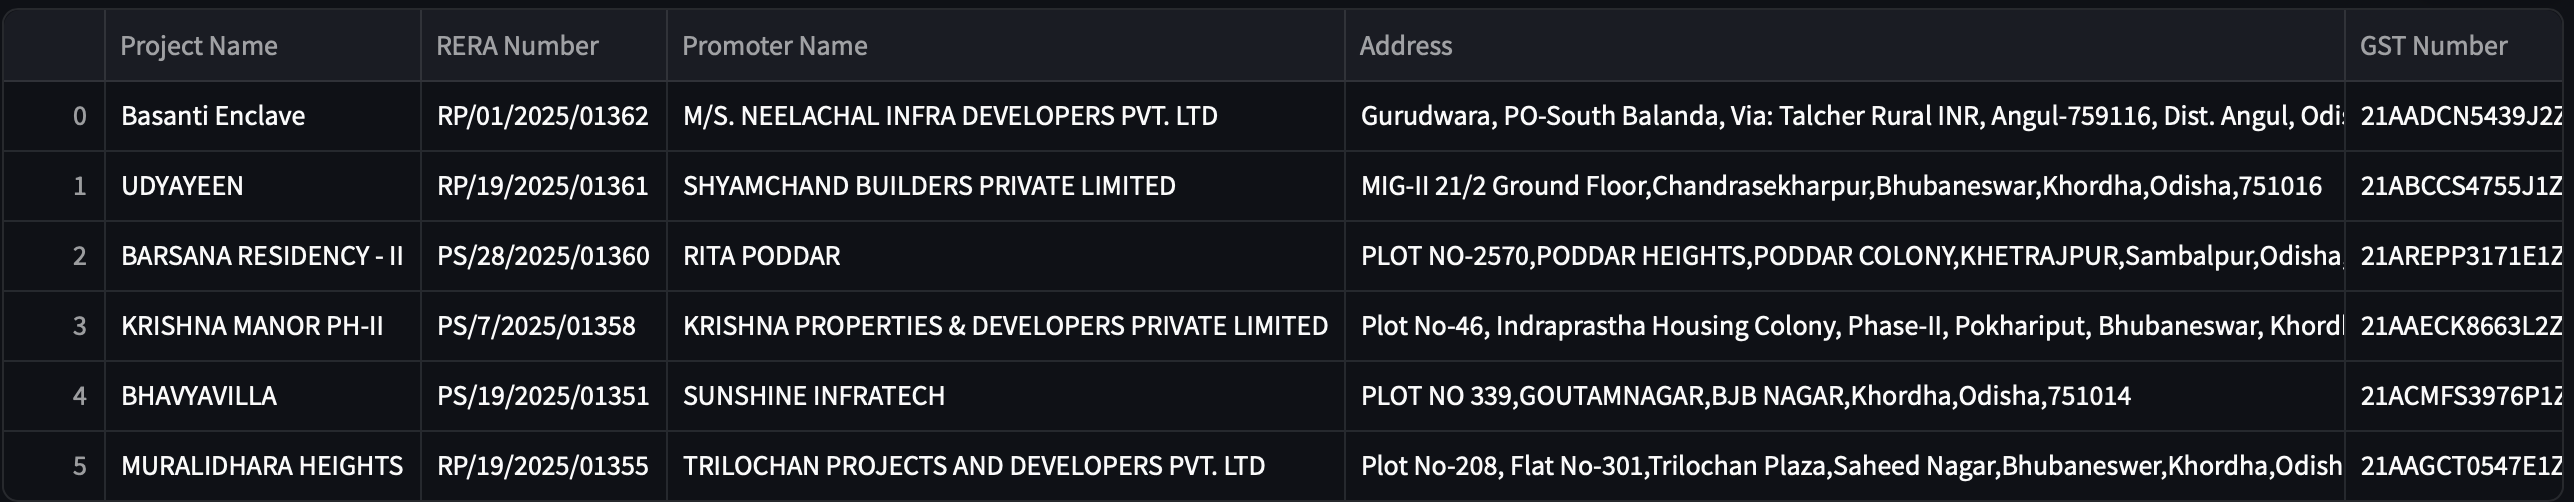 Project Name RERA Number Promoter Name Address GST Number
0 Basanti Enclave RP/01/2025/01362 M/S. NEELACHAL INFRA DEVELOPERS PVT. LTD Gurudwara, PO-South Balanda, Via: Talcher Rural INR, Angul-759116, Dist. Angul, 21AADCN5439J2Z
1 UDYAYEEN RP/19/2025/01361 SHYAMCHAND BUILDERS PRIVATE LIMITED MIG-II 21/2 Ground Floor,Chandrasekharpur,Bhubaneswar,Khordha,Odisha,751016 21ABCCS4755J1Z
2 BARSANA RESIDENCY - II PS/28/2025/01360 RITA PODDAR PLOT NO-2570,PODDAR HEIGHTS,PODDAR COLONY,KHETRAJPUR,Sambalpur,Odisha, 21AREPP3171E1Z
3 KRISHNA MANOR PH-II PS/7/2025/01358 KRISHNA PROPERTIES & DEVELOPERS PRIVATE LIMITED Plot No-46, Indraprastha Housing Colony, Phase-II, Pokhariput, Bhubaneswar, 21AAECK8663L2Z
4 BHAVYAVILLA PS/19/2025/01351 SUNSHINE INFRATECH PLOT NO 339,GOUTAMNAGAR,BJB NAGAR,Khordha,Odisha,751014 21ACMFS3976P1Z
5 MURALIDHARA HEIGHTS RP/19/2025/01355 TRILOCHAN PROJECTS AND DEVELOPERS PVT. LTD Plot No-208, Flat No-301,Trilochan Plaza,Saheed Nagar,Bhubaneswer,Khordha,Odish 21AAGCT0547E1Z